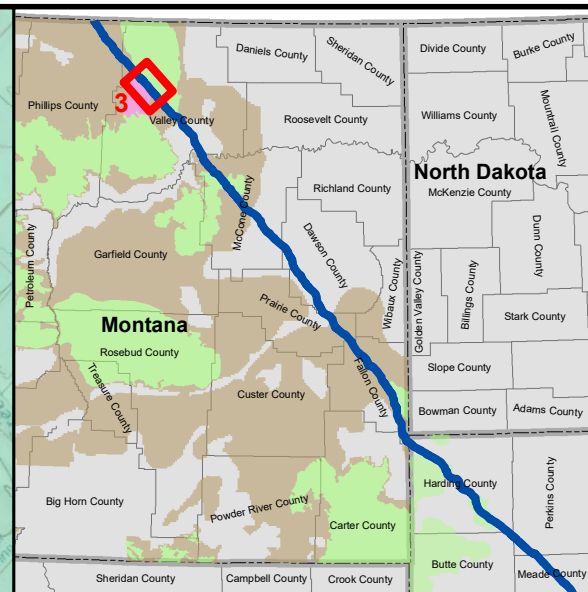 Daniels County
Sheridan County
Divide County
Burke County
Phillips County
3
Valley County
Roosevelt County
Williams County
Mountrail County
North Dakota
Richland County
McKenzie County
McCone County
Dawson County
Dunn County
Petroleum County
Garfield County
Wibaux County
Golden Valley County
Billings County
Prairie County
Stark County
Montana
Rosebud County
Treasure County
Fallon County
Slope County
Custer County
Bowman County
Adams County
Harding County
Perkins County
Big Horn County
Powder River County
Carter County
Butte County
Meade County
Sheridan County
Campbell County
Crook County